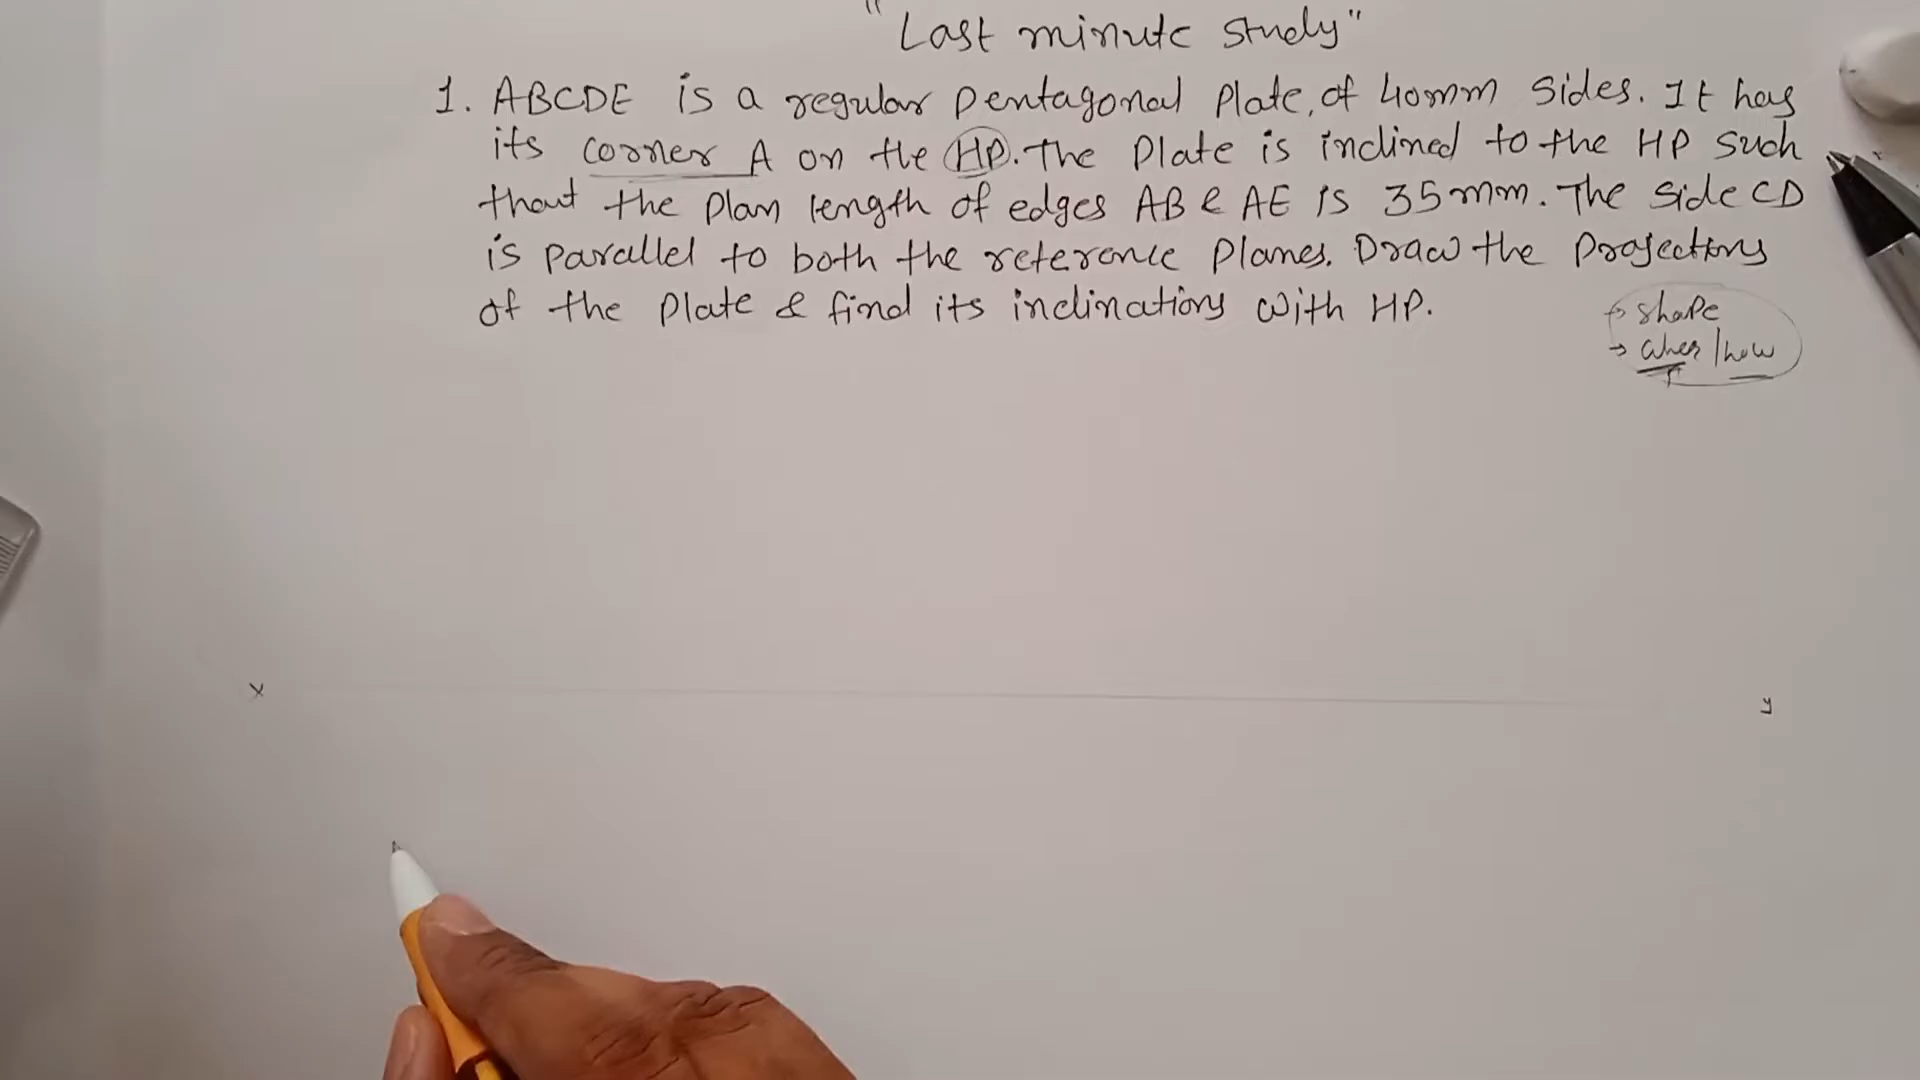 "Last minute study"
1. ABCDE is a regular pentagonal plate, of 40mm sides. It has
its corner A on the HP. The plate is inclined to the HP such
that the plan length of edges AB & AE is 35mm. The side CD
is parallel to both the reference planes. Draw the projections
of the plate & find its inclinations with HP.
→ shape
→ when / how
x y